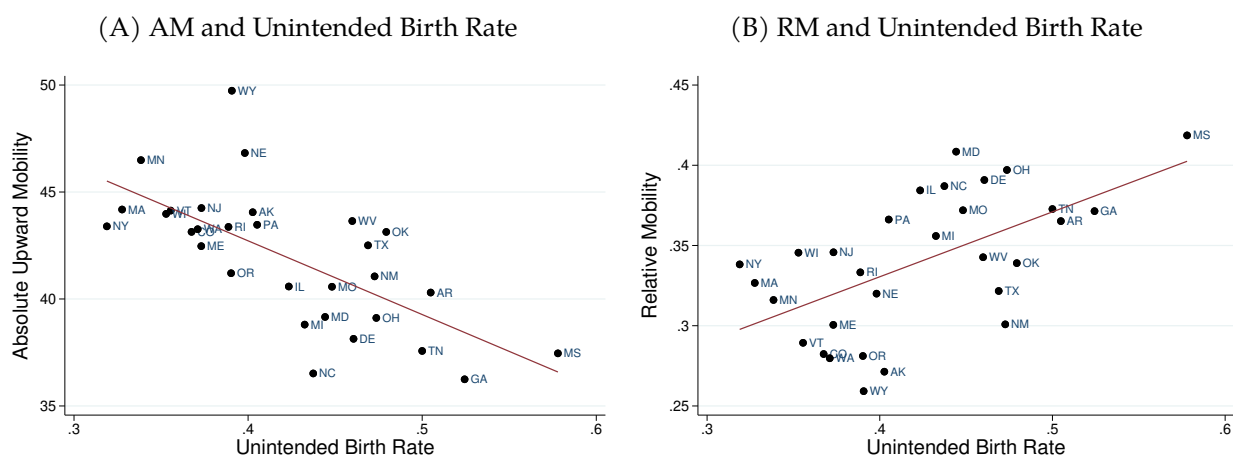 (A) AM and Unintended Birth Rate
50
45
40
35
Absolute Upward Mobility
WY
NE
MN
MA
VT
WI
NJ
AK
NY
CO
WA
RI
PA
WV
OK
ME
TX
OR
NM
IL
MO
AR
MI
MD
OH
DE
TN
MS
NC
GA
.3
.4
.5
.6
Unintended Birth Rate
(B) RM and Unintended Birth Rate
.45
.4
.35
.3
.25
Relative Mobility
MS
MD
OH
DE
IL
NC
MO
TN
GA
PA
AR
MI
WI
NJ
WV
NY
OK
RI
MA
NE
TX
MN
ME
NM
VT
CO
WA
OR
AK
WY
.3
.4
.5
.6
Unintended Birth Rate